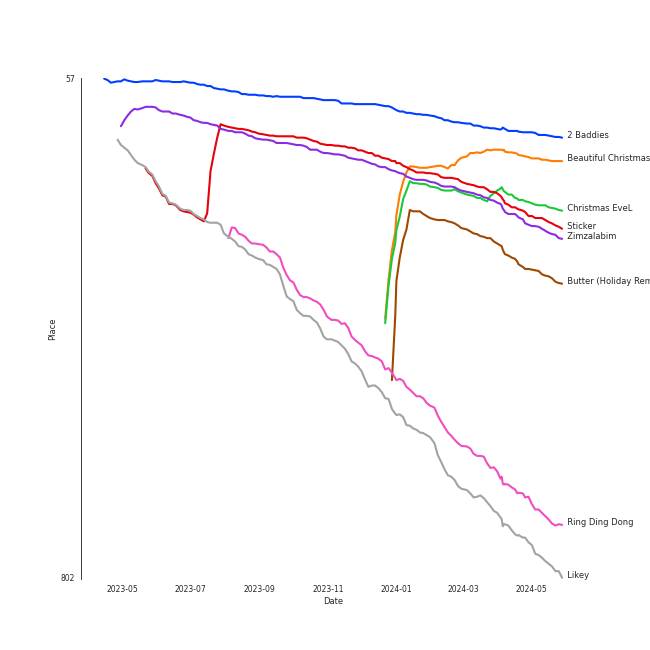 57
2 Baddies
Beautiful Christmas
Christmas EveL
Sticker
Zimzalabim
Butter (Holiday Rem
Place
Ring Ding Dong
802
Likey
2023-05
2023-07
2023-09
2023-11
2024-01
2024-03
2024-05
Date